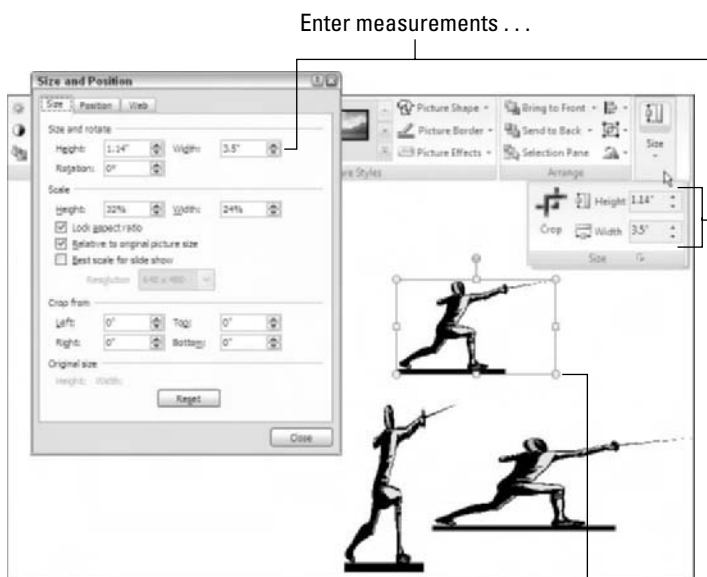 Enter measurements . . .
Size and Position
Size Position Web
Size and rotate
Height: 1.14" Width: 3.5"
Rotation: 0°
Scale
Height: 32% Width: 24%
Lock aspect ratio
Relative to original picture size
Best scale for slide show
Resolution 640 x 480
Crop from
Left: 0" Top: 0"
Right: 0" Bottom: 0"
Original size
Height: Width:
Reset
Close
Picture Shape
Picture Border
Picture Effects
re Styles
Bring to Front
Send to Back
Selection Pane
Arrange
Size
Crop
Height 1.14"
Width 3.5"
Size